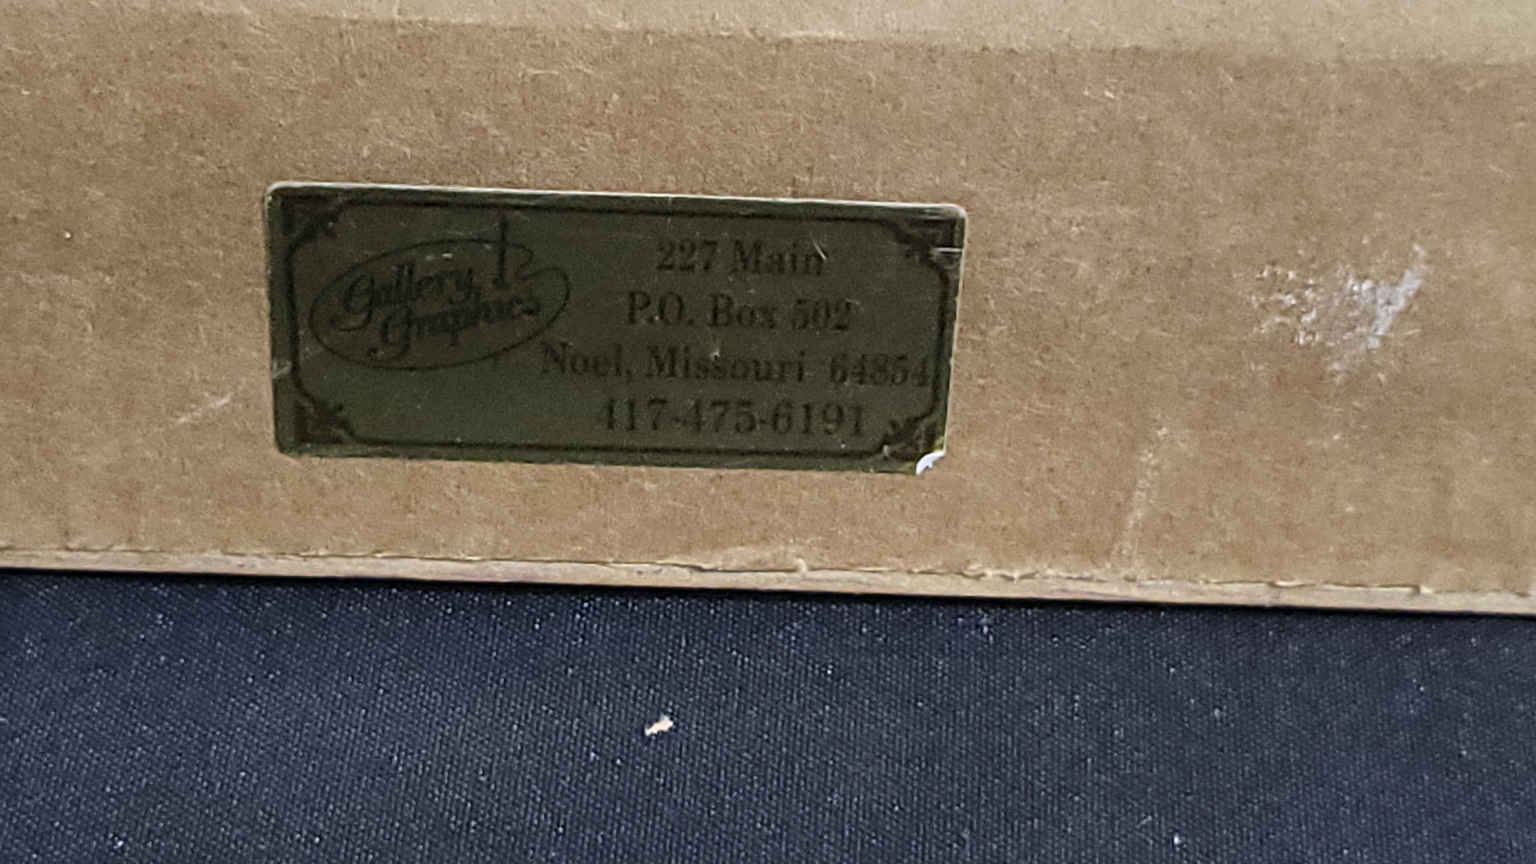 Gallery
Graphics
227 Main
P.O. Box 502
Noel, Missouri 64854
417-475-6191